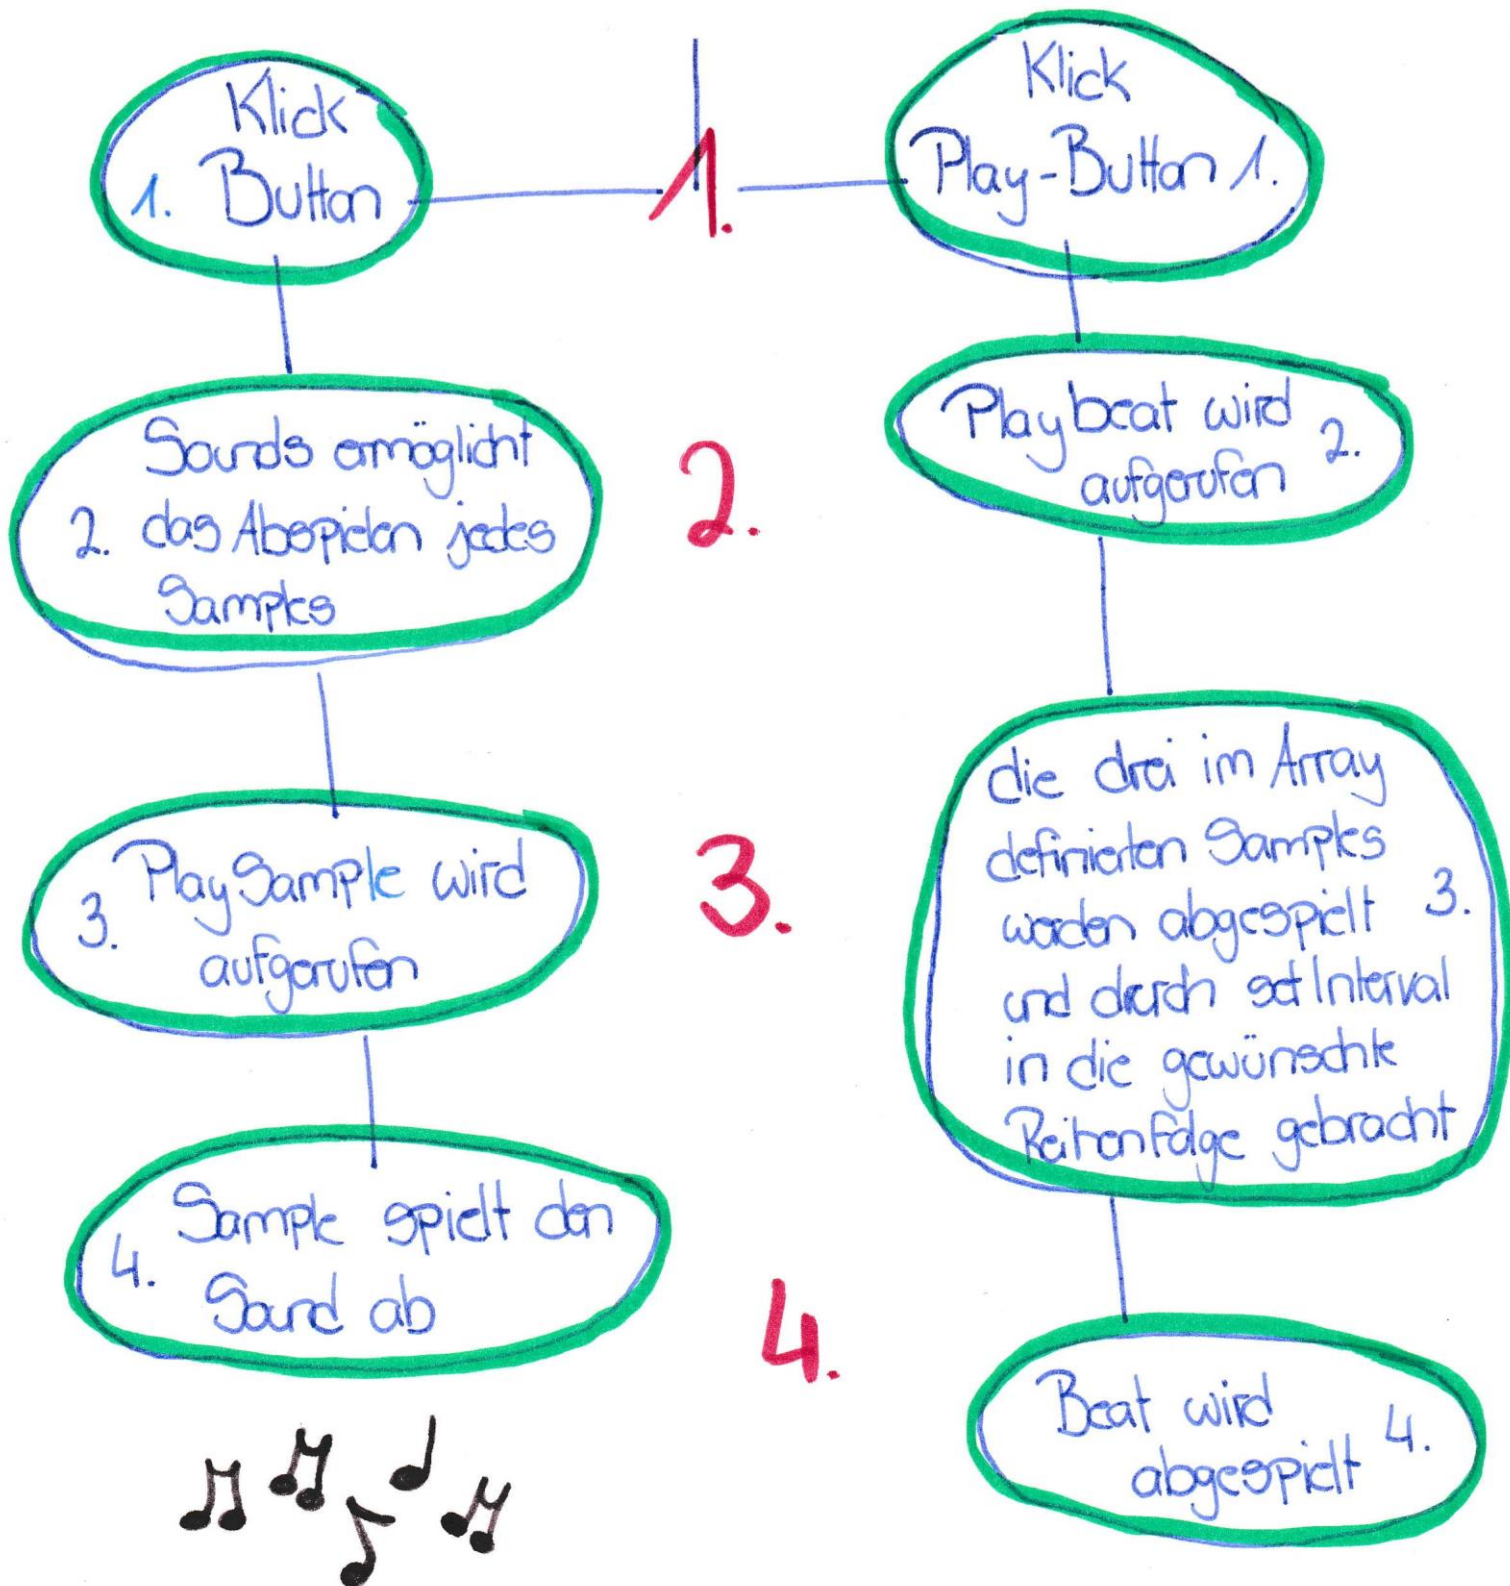 Klick
1. Button
1.
Klick
Play-Button 1.
Sounds ermöglicht
2. das Abspielen jedes
Samples
2.
Playbeat wird
aufgerufen 2.
3. PlaySample wird
aufgerufen
3.
die drei im Array
definierten Samples
werden abgespielt 3.
und durch setInterval
in die gewünschte
Reihenfolge gebracht
4. Sample spielt den
Sound ab
4.
Beat wird
abgespielt 4.